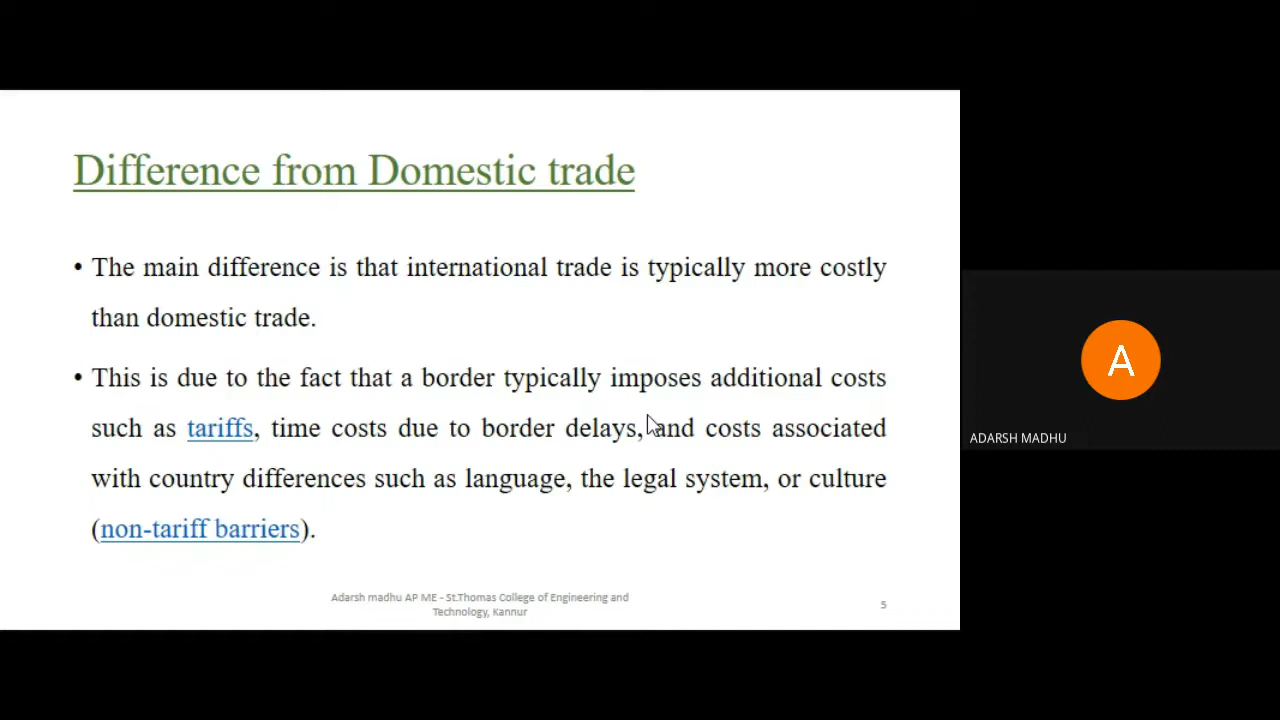 Difference from Domestic trade
• The main difference is that international trade is typically more costly
than domestic trade.
• This is due to the fact that a border typically imposes additional costs
such as tariffs, time costs due to border delays, and costs associated
with country differences such as language, the legal system, or culture
(non-tariff barriers).
Adarsh madhu AP ME - St.Thomas College of Engineering and
Technology, Kannur
5
A
ADARSH MADHU